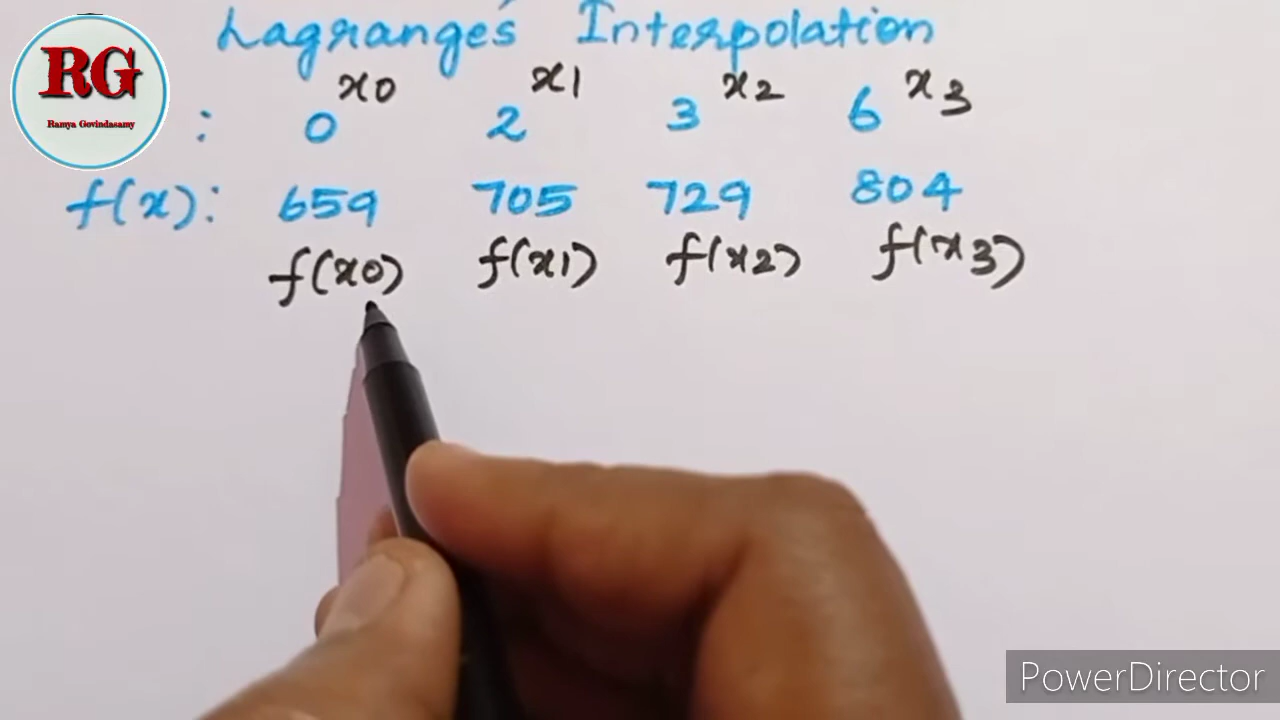 Lagrange's Interpolation
RG
Ramya Govindasamy
x0 x1 x2 x3
: 0 2 3 6
f(x): 659 705 729 804
f(x0) f(x1) f(x2) f(x3)
PowerDirector